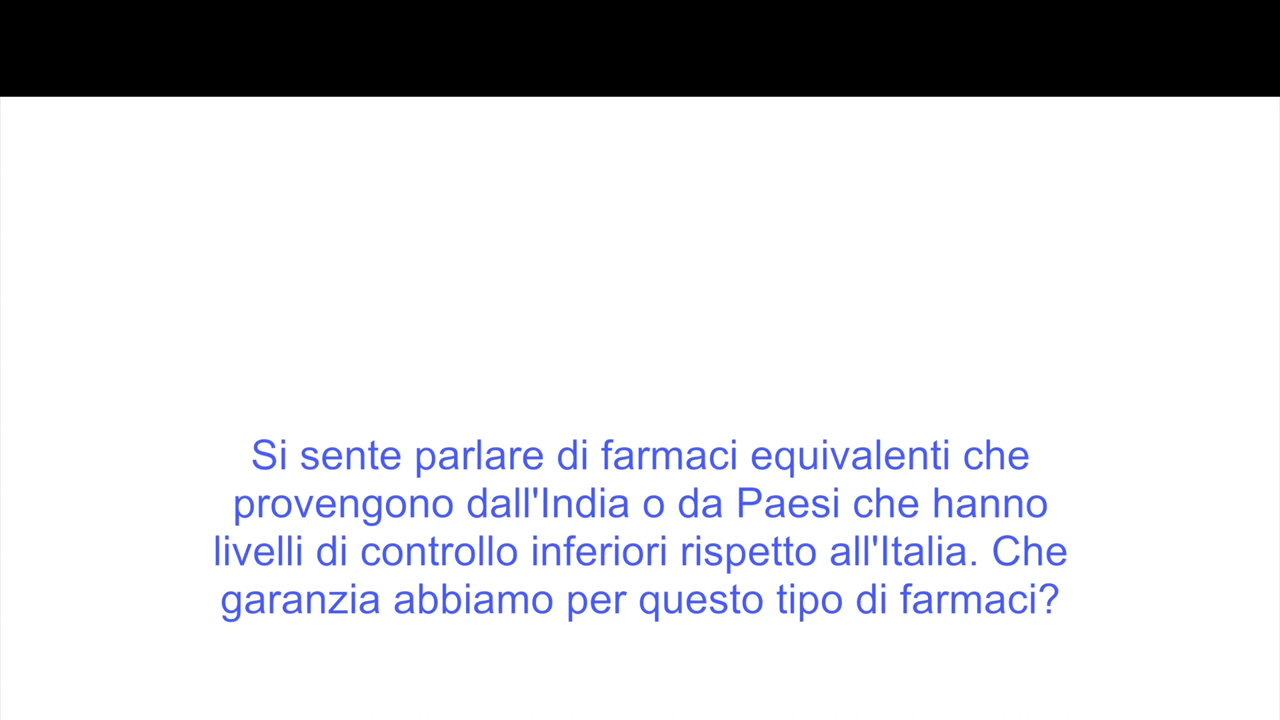 Si sente parlare di farmaci equivalenti che
provengono dall'India o da Paesi che hanno
livelli di controllo inferiori rispetto all'Italia. Che
garanzia abbiamo per questo tipo di farmaci?